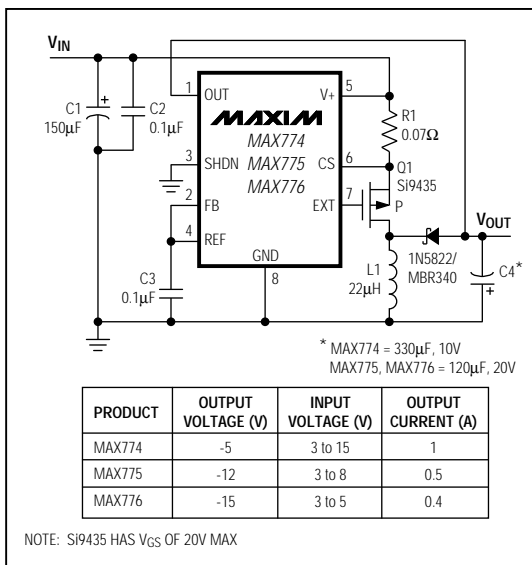 VIN
VOUT
C1
150µF
+
C2
0.1µF
1
OUT
V+
5
R1
0.07Ω
MAXIM
MAX774
MAX775
MAX776
3
SHDN
CS
6
Q1
Si9435
P
2
FB
EXT
7
4
REF
GND
8
C3
0.1µF
L1
22µH
1N5822/
MBR340
C4*
+
* MAX774 = 330µF, 10V
MAX775, MAX776 = 120µF, 20V
PRODUCT OUTPUT VOLTAGE (V) INPUT VOLTAGE (V) OUTPUT CURRENT (A)
MAX774 -5 3 to 15 1
MAX775 -12 3 to 8 0.5
MAX776 -15 3 to 5 0.4
NOTE: Si9435 HAS VGS OF 20V MAX